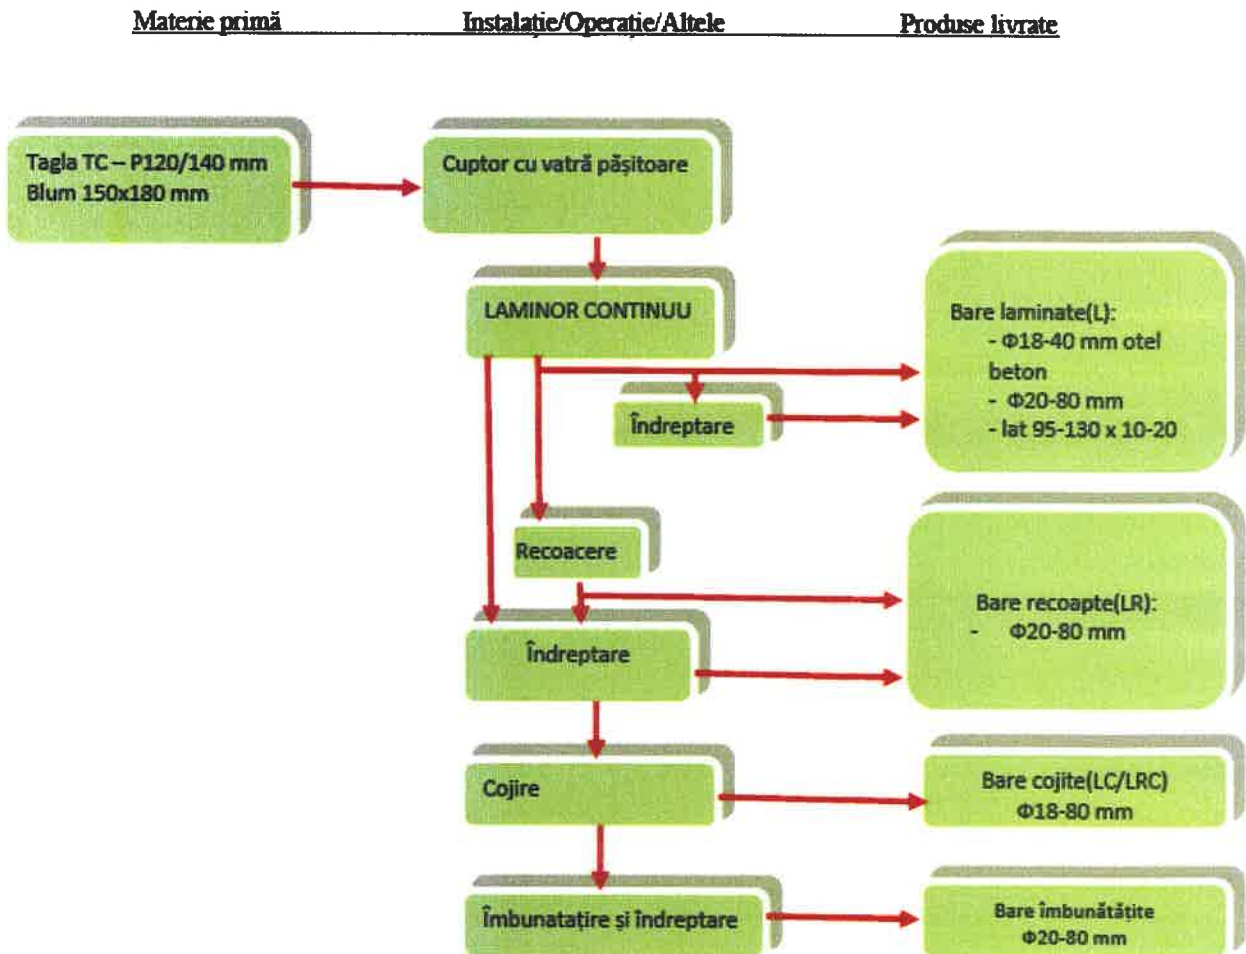 Materie primă Instalație/Operație/Altele Produse livrate
Tagla TC – P120/140 mm
Blum 150x180 mm
Cuptor cu vatră pășitoare
LAMINOR CONTINUU
Bare laminate(L):
- Φ18-40 mm otel
beton
- Φ20-80 mm
- lat 95-130 x 10-20
Îndreptare
Recoacere
Bare recoapte(LR):
- Φ20-80 mm
Îndreptare
Cojire
Bare cojite(LC/LRC)
Φ18-80 mm
Îmbunatațire și îndreptare
Bare îmbunătățite
Φ20-80 mm